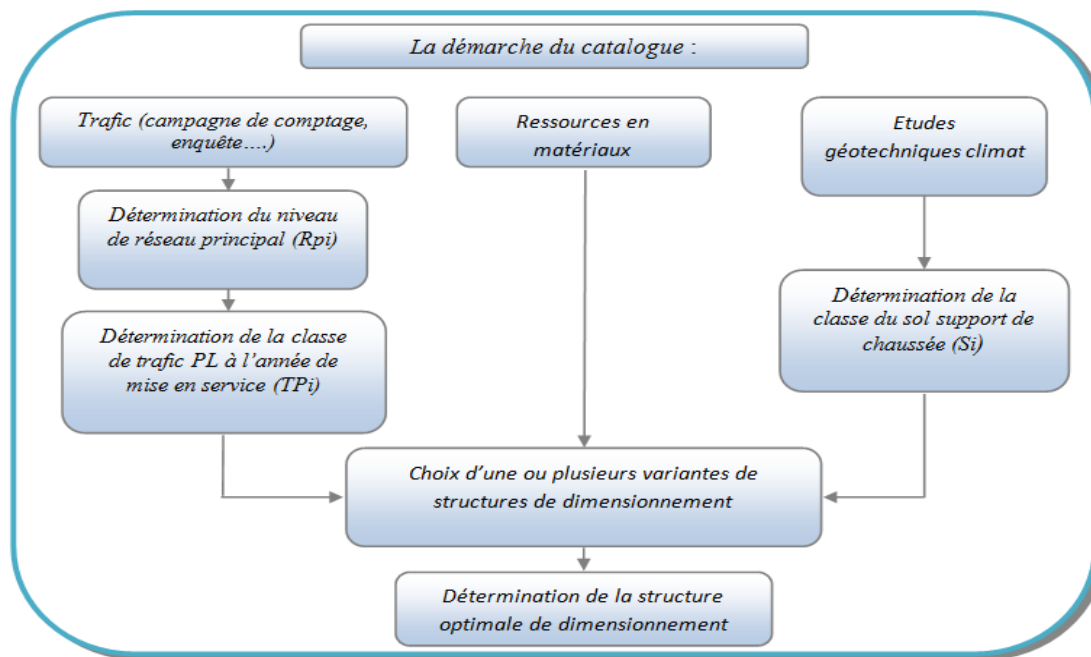 La démarche du catalogue :
Trafic (campagne de comptage,
enquête….)
Ressources en
matériaux
Etudes
géotechniques climat
Détermination du niveau
de réseau principal (Rpi)
Détermination de la classe
de trafic PL à l’année de
mise en service (TPi)
Détermination de la
classe du sol support de
chaussée (Si)
Choix d’une ou plusieurs variantes de
structures de dimensionnement
Détermination de la structure
optimale de dimensionnement